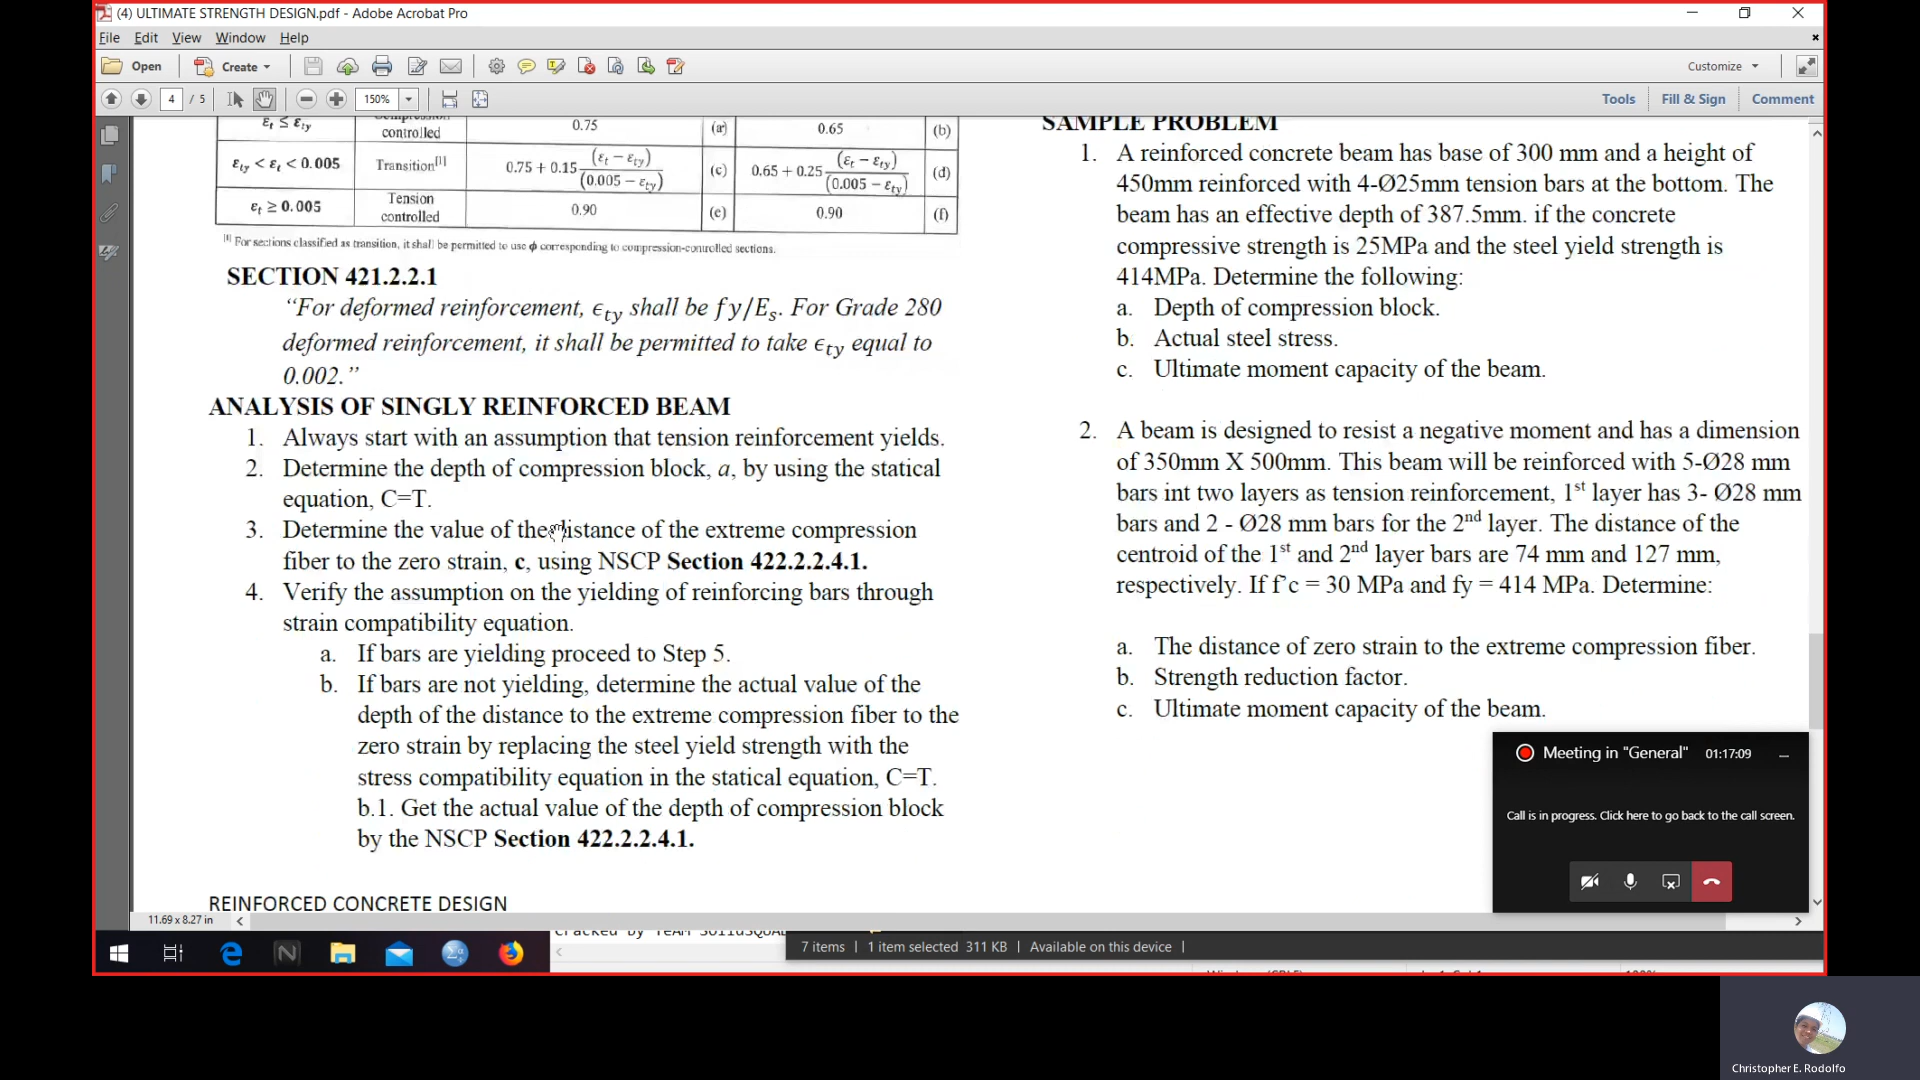 (4) ULTIMATE STRENGTH DESIGN.pdf - Adobe Acrobat Pro
File Edit View Window Help
Open Create Customize
4 / 5 150% Tools Fill & Sign Comment
εt ≤ εty controlled 0.75 (a) 0.65 (b)
εty < εt < 0.005 Transition[1] 0.75 + 0.15 (εt − εty) / (0.005 − εty) (c) 0.65 + 0.25 (εt − εty) / (0.005 − εty) (d)
εt ≥ 0.005 Tension controlled 0.90 (e) 0.90 (f)
[1] For sections classified as transition, it shall be permitted to use ϕ corresponding to compression-controlled sections.
SECTION 421.2.2.1
“For deformed reinforcement, ϵty shall be fy/Es. For Grade 280
deformed reinforcement, it shall be permitted to take ϵty equal to
0.002.”
ANALYSIS OF SINGLY REINFORCED BEAM
1. Always start with an assumption that tension reinforcement yields.
2. Determine the depth of compression block, a, by using the statical
equation, C=T.
3. Determine the value of the distance of the extreme compression
fiber to the zero strain, c, using NSCP Section 422.2.2.4.1.
4. Verify the assumption on the yielding of reinforcing bars through
strain compatibility equation.
a. If bars are yielding proceed to Step 5.
b. If bars are not yielding, determine the actual value of the
depth of the distance to the extreme compression fiber to the
zero strain by replacing the steel yield strength with the
stress compatibility equation in the statical equation, C=T.
b.1. Get the actual value of the depth of compression block
by the NSCP Section 422.2.2.4.1.
REINFORCED CONCRETE DESIGN
SAMPLE PROBLEM
1. A reinforced concrete beam has base of 300 mm and a height of
450mm reinforced with 4-Ø25mm tension bars at the bottom. The
beam has an effective depth of 387.5mm. if the concrete
compressive strength is 25MPa and the steel yield strength is
414MPa. Determine the following:
a. Depth of compression block.
b. Actual steel stress.
c. Ultimate moment capacity of the beam.
2. A beam is designed to resist a negative moment and has a dimension
of 350mm X 500mm. This beam will be reinforced with 5-Ø28 mm
bars int two layers as tension reinforcement, 1st layer has 3- Ø28 mm
bars and 2 - Ø28 mm bars for the 2nd layer. The distance of the
centroid of the 1st and 2nd layer bars are 74 mm and 127 mm,
respectively. If f’c = 30 MPa and fy = 414 MPa. Determine:
a. The distance of zero strain to the extreme compression fiber.
b. Strength reduction factor.
c. Ultimate moment capacity of the beam.
Meeting in "General" 01:17:09
Call is in progress. Click here to go back to the call screen.
11.69 x 8.27 in
7 items 1 item selected 311 KB Available on this device
Christopher E. Rodolfo